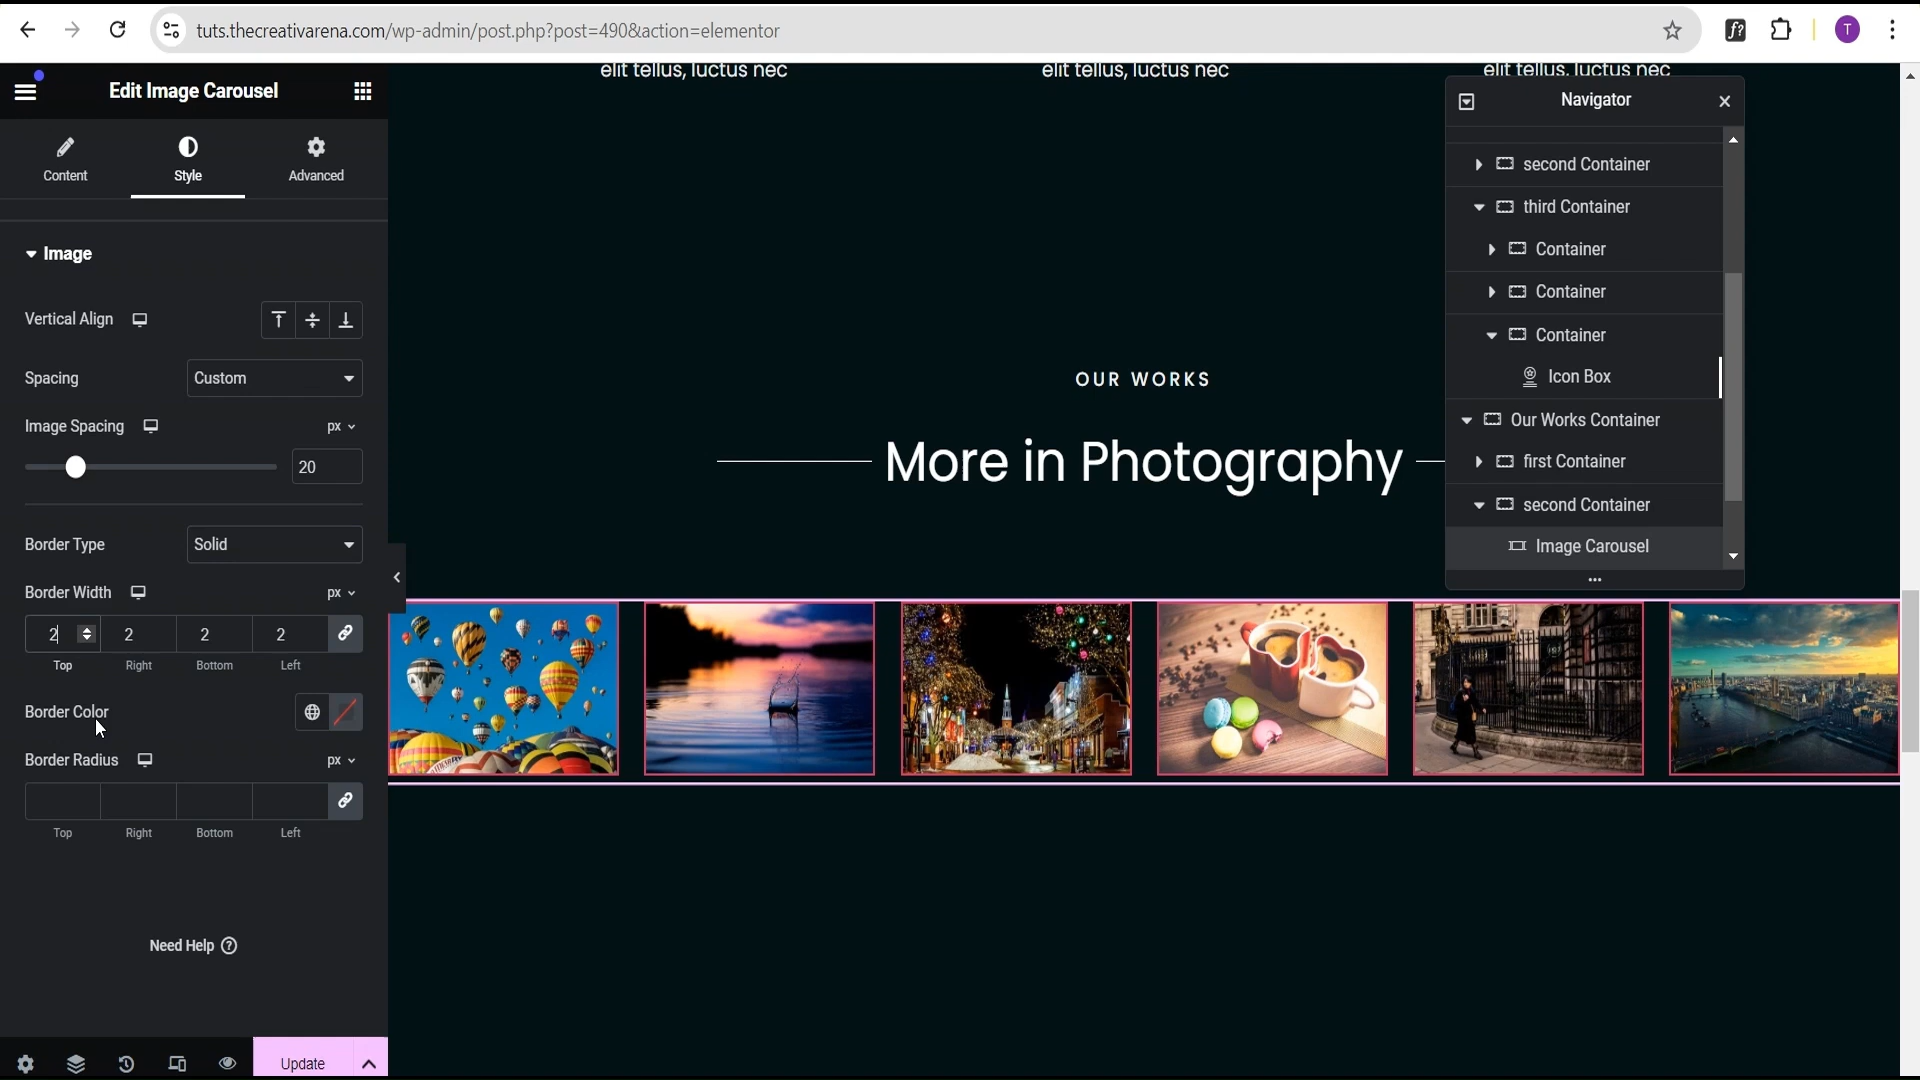 tuts.thecreativarena.com/wp-admin/post.php?post=490&action=elementor
f?
T
Edit Image Carousel
Content
Style
Advanced
Image
Vertical Align
Spacing
Custom
Image Spacing
px
20
Border Type
Solid
Border Width
px
2
2
2
2
Top
Right
Bottom
Left
Border Color
Border Radius
px
Top
Right
Bottom
Left
Need Help
Update
elit tellus, luctus nec
elit tellus, luctus nec
elit tellus, luctus nec
OUR WORKS
More in Photography
Navigator
second Container
third Container
Container
Container
Container
Icon Box
Our Works Container
first Container
second Container
Image Carousel